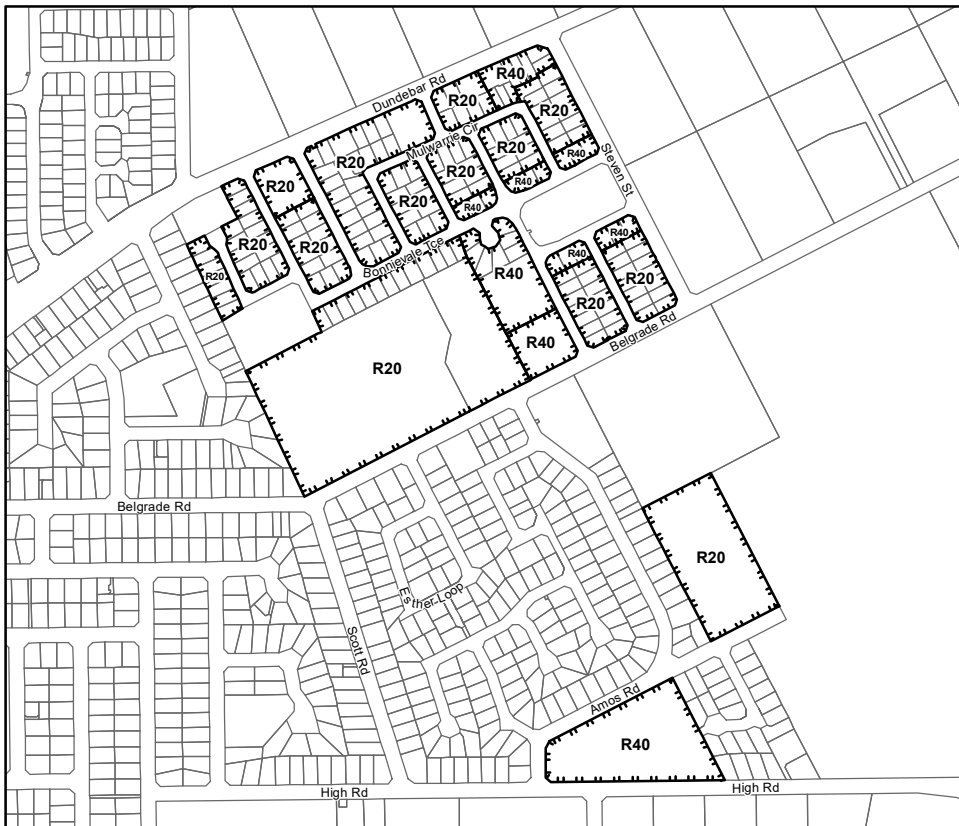 R40
Dundebar Rd
R20
R20
Mulwarrie Cir
R20
R20
R40
Steven St
R20
R20
R40
R20
R40
R20
R20
R40
Bonnievale Tce
R20
R40
R40
R20
R20
R40
Belgrade Rd
R20
Belgrade Rd
R20
Esther Loop
Scott Rd
Amos Rd
R40
High Rd
High Rd